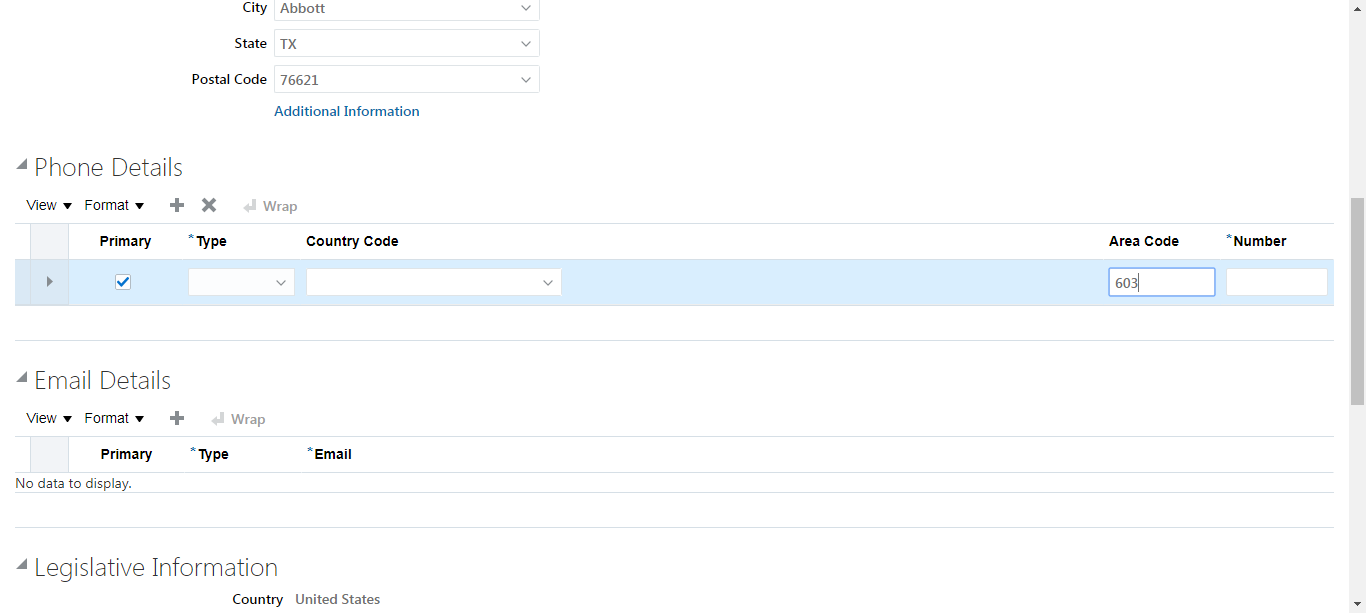 City Abbott
State TX
Postal Code 76621
Additional Information
Phone Details
View Format Wrap
Primary *Type Country Code Area Code *Number
603
Email Details
View Format Wrap
Primary *Type *Email
No data to display.
Legislative Information
Country United States